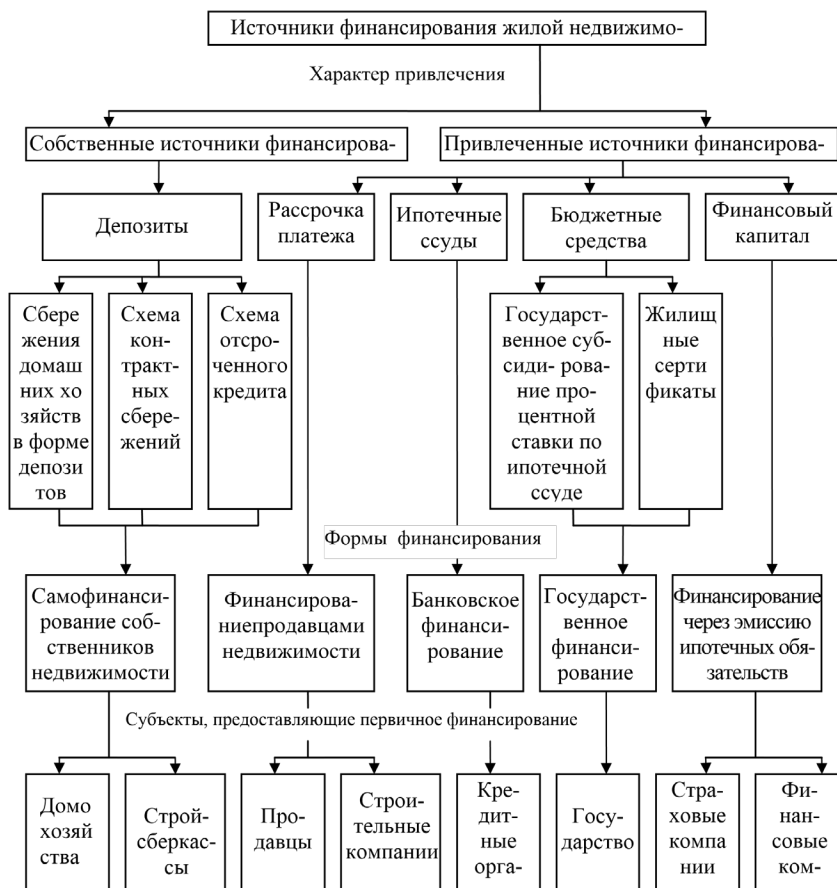 Источники финансирования жилой недвижимо-
Характер привлечения
Собственные источники финансирова-
Привлеченные источники финансирова-
Депозиты
Рассрочка
платежа
Ипотечные
ссуды
Бюджетные
средства
Финансовый
капитал
Сбере-
жения
домаш
них хо
зяйств
в форме
депози
тов
Схема
кон-
тракт-
ных
сбере-
жений
Схема
отсро-
ченного
кредита
Государст-
венное суб-
сиди- рова-
ние про-
центной
ставки по
ипотечной
ссуде
Жилищ
ные
серти
фикаты
Формы финансирования
Самофинанси-
рование соб-
ственников
недвижимости
Финансирова-
ниепродавцами
недвижимости
Банковское
финанси-
рование
Государст-
венное
финанси-
рование
Финансирование
через эмиссию
ипотечных обя-
зательств
Субъекты, предоставляющие первичное финансирование
Домо
хозяй
ства
Строй-
сберкас-
сы
Про-
давцы
Строи-
тельные
компании
Кре-
дит-
ные
орга-
Госу-
дарство
Стра-
ховые
компа
нии
Фи-
нан-
совые
ком-